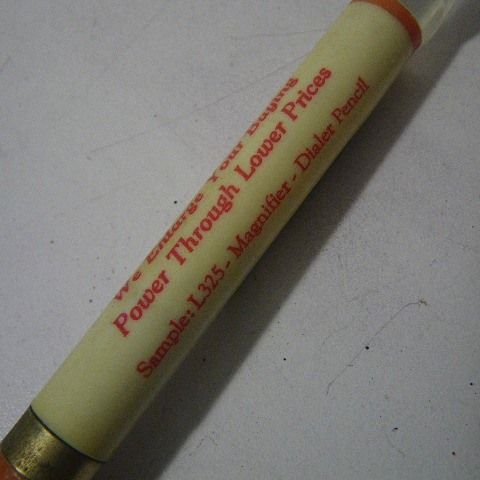 We Enlarge Your Buying
Power Through Lower Prices
Sample: L325 - Magnifier - Dialer Pencil